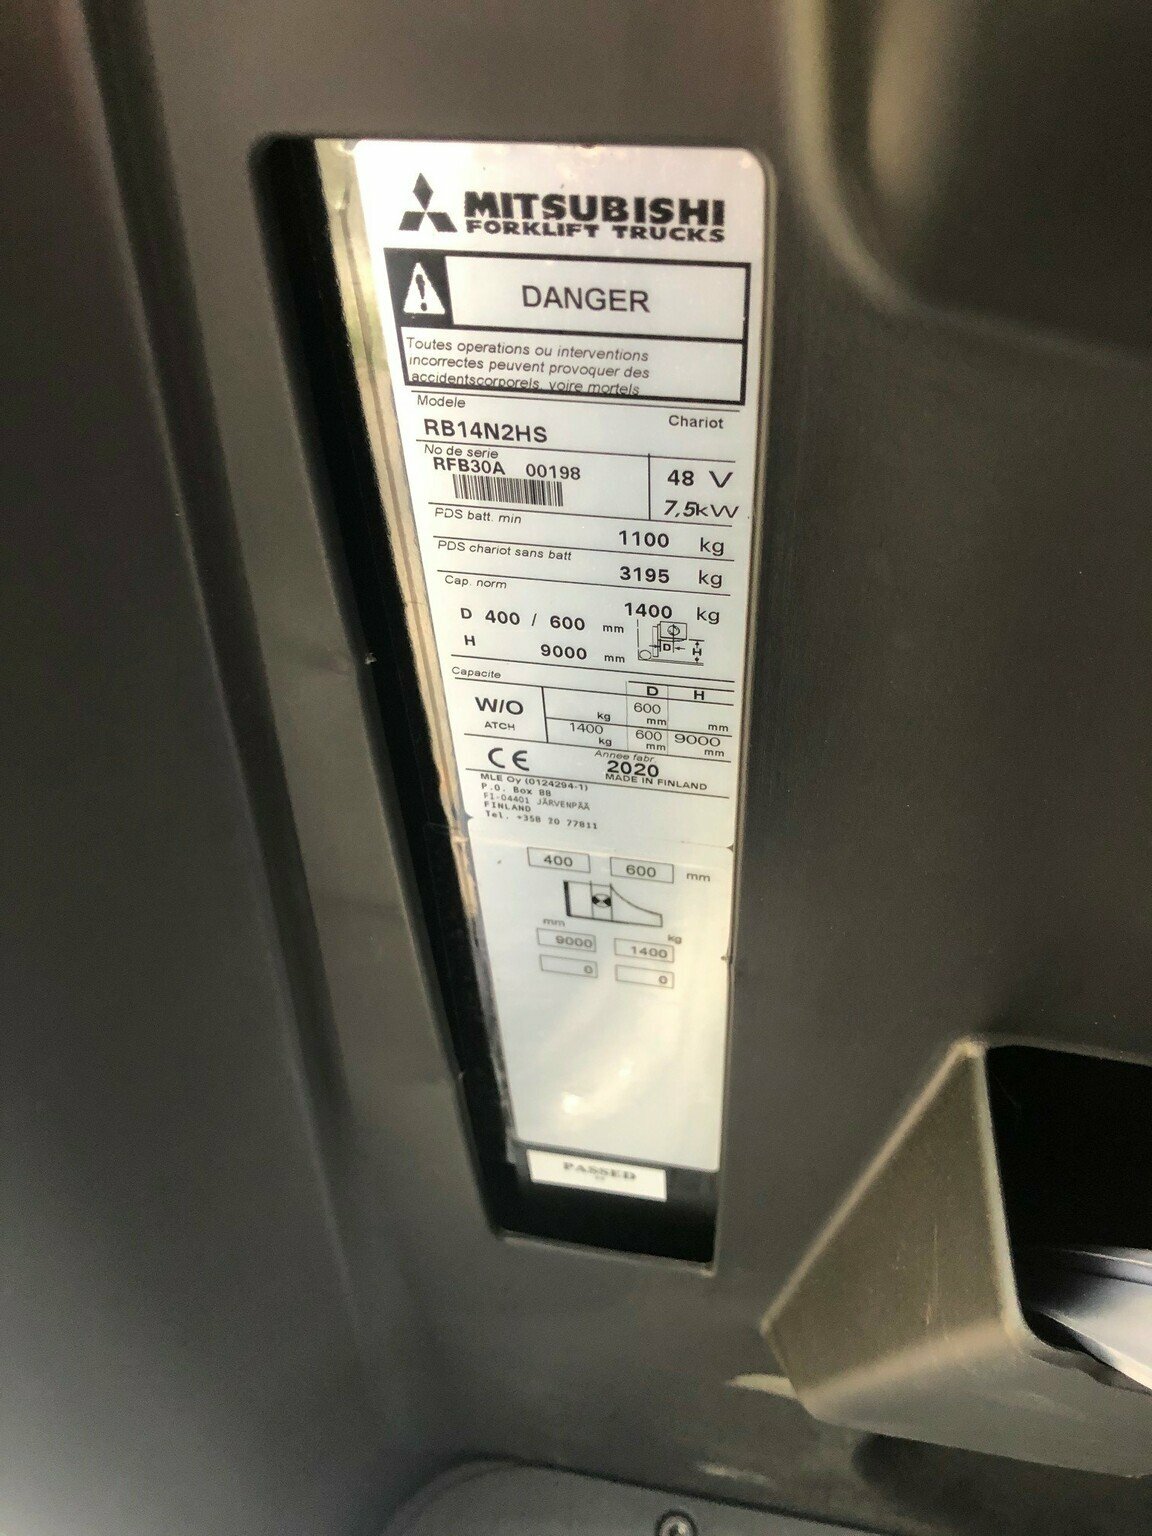 MITSUBISHI
FORKLIFT TRUCKS
DANGER
Toutes operations ou interventions
incorrectes peuvent provoquer des
accidentscorporels, voire mortels
Modele
Chariot
RB14N2HS
No de serie
RFB30A 00198
48 V
7,5kW
PDS batt. min
1100 kg
PDS chariot sans batt
3195 kg
Cap. norm
1400 kg
D 400 / 600 mm
D H
H 9000 mm
Capacite
D H
W/O
ATCH
kg 600 mm mm
1400 kg 600 mm 9000 mm
CE
Annee fabr.
2020
MADE IN FINLAND
MLE Oy (0124294-1)
P.O. Box 88
FI-04401 JÄRVENPÄÄ
FINLAND
Tel. +358 20 77811
400 600 mm
mm kg
9000 1400
0 0
PASSED